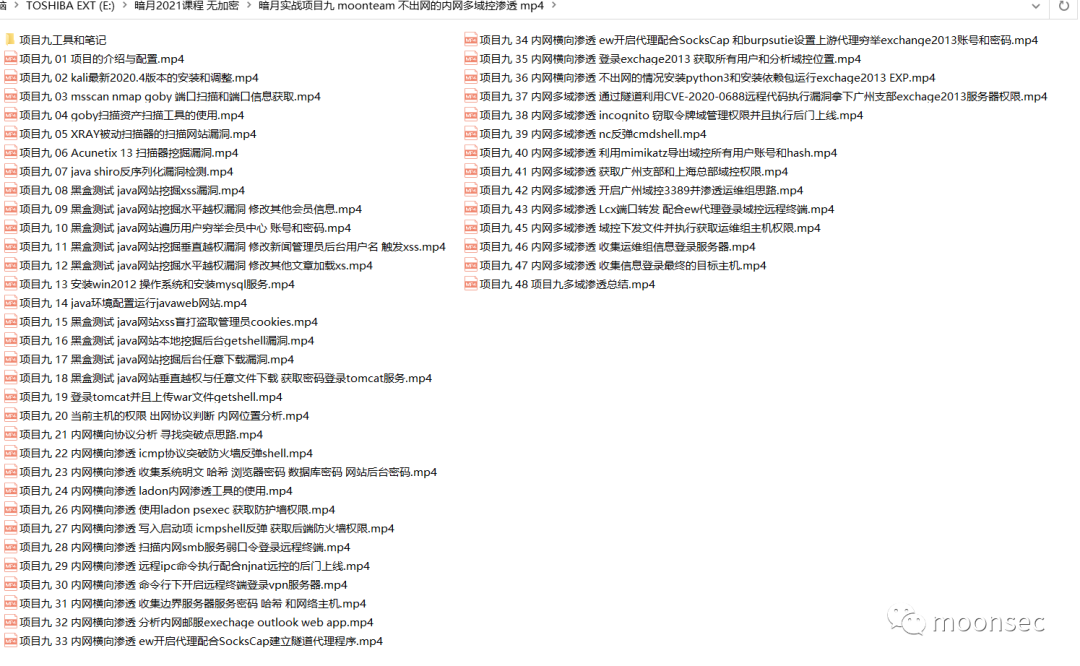 TOSHIBA EXT (E:) > 暗月2021课程 无加密 > 暗月实战项目九 moonteam 不出网的内网多域控渗透 mp4 >
项目九工具和笔记
项目九 01 项目的介绍与配置.mp4
项目九 02 kali最新2020.4版本的安装和调整.mp4
项目九 03 msscan nmap goby 端口扫描和端口信息获取.mp4
项目九 04 goby扫描资产扫描工具的使用.mp4
项目九 05 XRAY被动扫描器的扫描网站漏洞.mp4
项目九 06 Acunetix 13 扫描器挖掘漏洞.mp4
项目九 07 java shiro反序列化漏洞检测.mp4
项目九 08 黑盒测试 java网站挖掘xss漏洞.mp4
项目九 09 黑盒测试 java网站挖掘水平越权漏洞 修改其他会员信息.mp4
项目九 10 黑盒测试 java网站遍历用户穷举会员中心 账号和密码.mp4
项目九 11 黑盒测试 java网站挖掘垂直越权漏洞 修改新闻管理员后台用户名 触发xss.mp4
项目九 12 黑盒测试 java网站挖掘水平越权漏洞 修改其他文章加载xs.mp4
项目九 13 安装win2012 操作系统和安装mysql服务.mp4
项目九 14 java环境配置运行javaweb网站.mp4
项目九 15 黑盒测试 java网站xss盲打盗取管理员cookies.mp4
项目九 16 黑盒测试 java网站本地挖掘后台getshell漏洞.mp4
项目九 17 黑盒测试 java网站挖掘后台任意下载漏洞.mp4
项目九 18 黑盒测试 java网站垂直越权与任意文件下载 获取密码登录tomcat服务.mp4
项目九 19 登录tomcat并且上传war文件getshell.mp4
项目九 20 当前主机的权限 出网协议判断 内网位置分析.mp4
项目九 21 内网横向协议分析 寻找突破点思路.mp4
项目九 22 内网横向渗透 icmp协议突破防火墙反弹shell.mp4
项目九 23 内网横向渗透 收集系统明文 哈希 浏览器密码 数据库密码 网站后台密码.mp4
项目九 24 内网横向渗透 ladon内网渗透工具的使用.mp4
项目九 26 内网横向渗透 使用ladon psexec 获取防护墙权限.mp4
项目九 27 内网横向渗透 写入启动项 icmpshell反弹 获取后端防火墙权限.mp4
项目九 28 内网横向渗透 扫描内网smb服务弱口令登录远程终端.mp4
项目九 29 内网横向渗透 远程ipc命令执行配合njnat远控的后门上线.mp4
项目九 30 内网横向渗透 命令行下开启远程终端登录vpn服务器.mp4
项目九 31 内网横向渗透 收集边界服务器服务密码 哈希 和网络主机.mp4
项目九 32 内网横向渗透 分析内网邮服exechage outlook web app.mp4
项目九 33 内网横向渗透 ew开启代理配合SocksCap建立隧道代理程序.mp4
项目九 34 内网横向渗透 ew开启代理配合SocksCap 和burpsutie设置上游代理穷举exchange2013账号和密码.mp4
项目九 35 内网横向渗透 登录exchage2013 获取所有用户和分析域控位置.mp4
项目九 36 内网横向渗透 不出网的情况安装python3和安装依赖包运行exchage2013 EXP.mp4
项目九 37 内网多域渗透 通过隧道利用CVE-2020-0688远程代码执行漏洞拿下广州支部exchage2013服务器权限.mp4
项目九 38 内网多域渗透 incognito 窃取令牌域管理权限并且执行后门上线.mp4
项目九 39 内网多域渗透 nc反弹cmdshell.mp4
项目九 40 内网多域渗透 利用mimikatz导出域控所有用户账号和hash.mp4
项目九 41 内网多域渗透 获取广州支部和上海总部域控权限.mp4
项目九 42 内网多域渗透 开启广州域控3389并渗透运维组思路.mp4
项目九 43 内网多域渗透 Lcx端口转发 配合ew代理登录域控远程终端.mp4
项目九 45 内网多域渗透 域控下发文件并执行获取运维组主机权限.mp4
项目九 46 内网多域渗透 收集运维组信息登录服务器.mp4
项目九 47 内网多域渗透 收集信息登录最终的目标主机.mp4
项目九 48 项目九多域渗透总结.mp4
moonsec